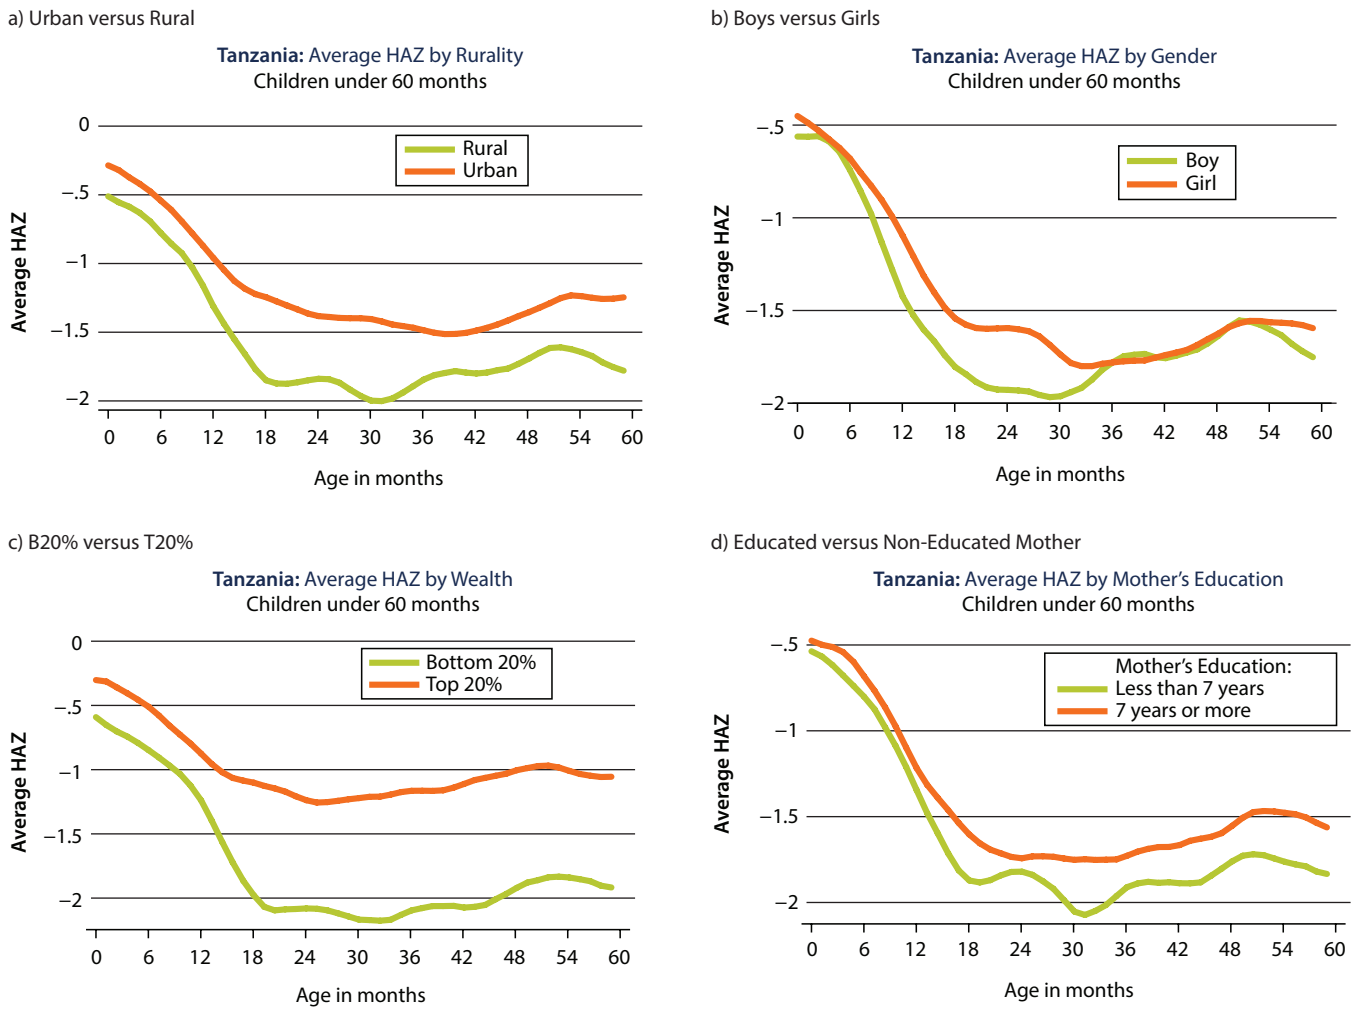 a) Urban versus Rural
Tanzania: Average HAZ by Rurality
Children under 60 months
0
−.5
−1
−1.5
−2
Average HAZ
Rural
Urban
0 6 12 18 24 30 36 42 48 54 60
Age in months
b) Boys versus Girls
Tanzania: Average HAZ by Gender
Children under 60 months
−.5
−1
−1.5
−2
Average HAZ
Boy
Girl
0 6 12 18 24 30 36 42 48 54 60
Age in months
c) B20% versus T20%
Tanzania: Average HAZ by Wealth
Children under 60 months
0
−.5
−1
−1.5
−2
Average HAZ
Bottom 20%
Top 20%
0 6 12 18 24 30 36 42 48 54 60
Age in months
d) Educated versus Non-Educated Mother
Tanzania: Average HAZ by Mother’s Education
Children under 60 months
−.5
−1
−1.5
−2
Average HAZ
Mother’s Education:
Less than 7 years
7 years or more
0 6 12 18 24 30 36 42 48 54 60
Age in months